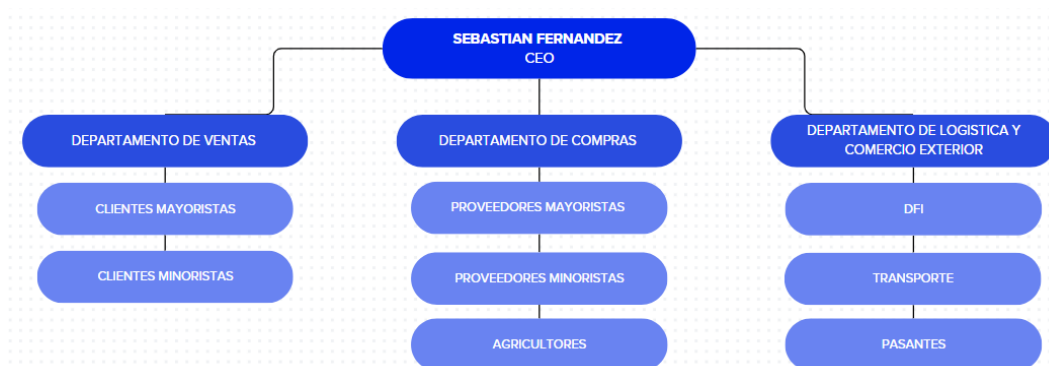 SEBASTIAN FERNANDEZ
CEO
DEPARTAMENTO DE VENTAS
CLIENTES MAYORISTAS
CLIENTES MINORISTAS
DEPARTAMENTO DE COMPRAS
PROVEEDORES MAYORISTAS
PROVEEDORES MINORISTAS
AGRICULTORES
DEPARTAMENTO DE LOGISTICA Y
COMERCIO EXTERIOR
DFI
TRANSPORTE
PASANTES